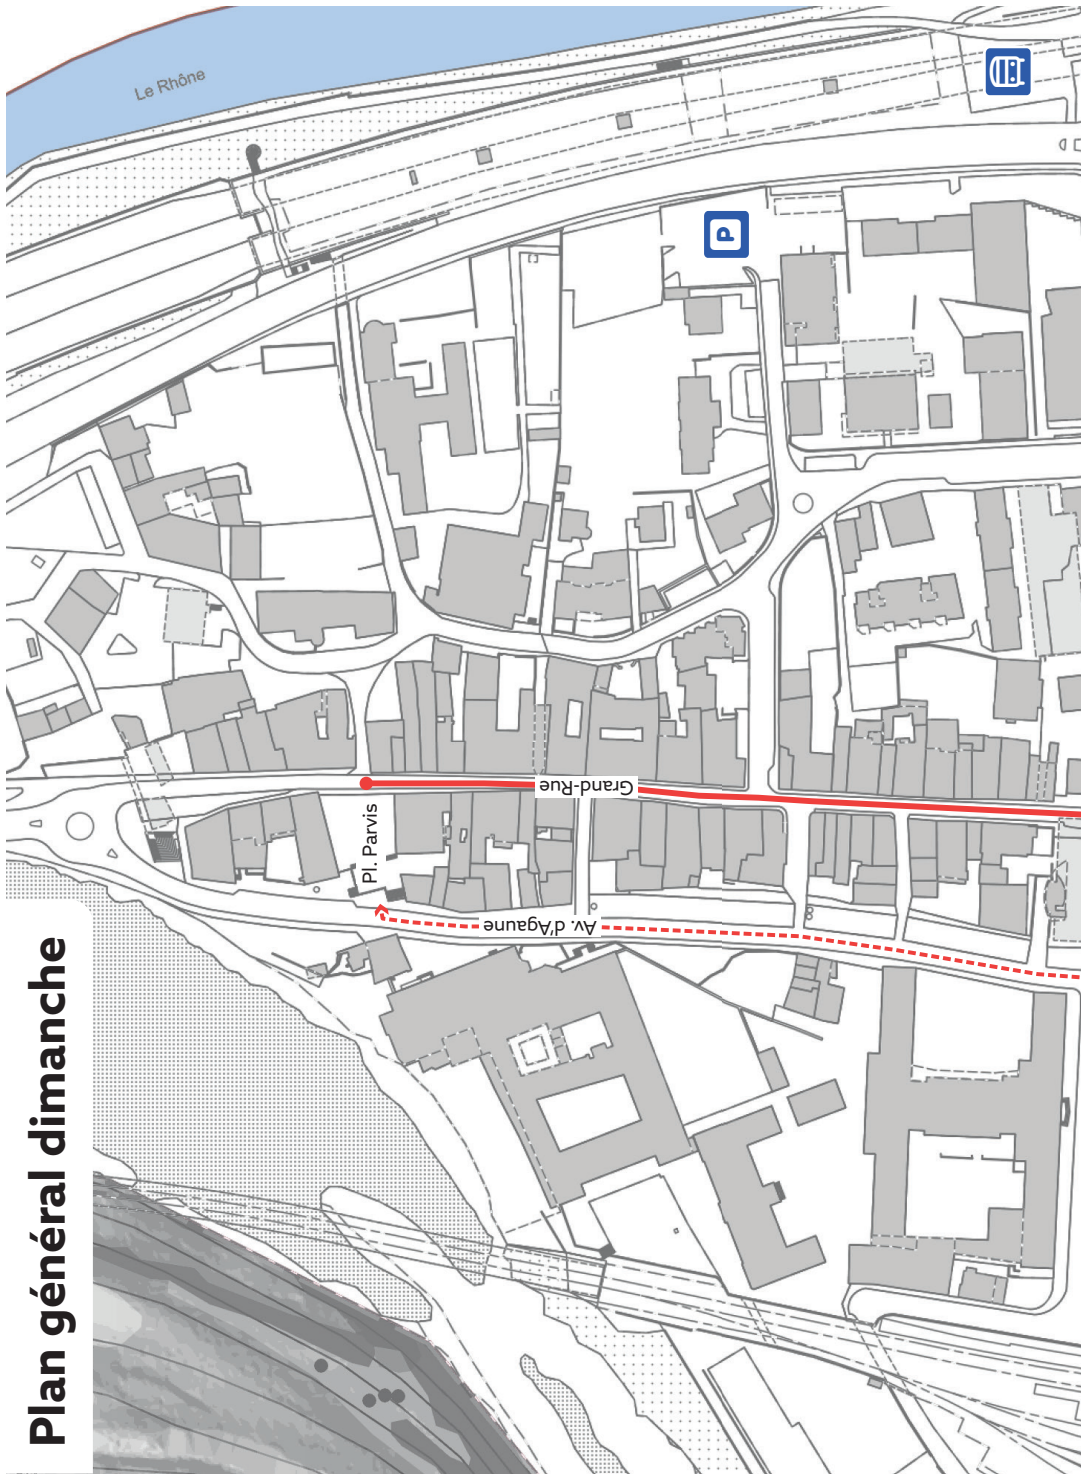 Plan général dimanche
Le Rhône
P
Grand-Rue
Pl. Parvis
Av. d'Agaune